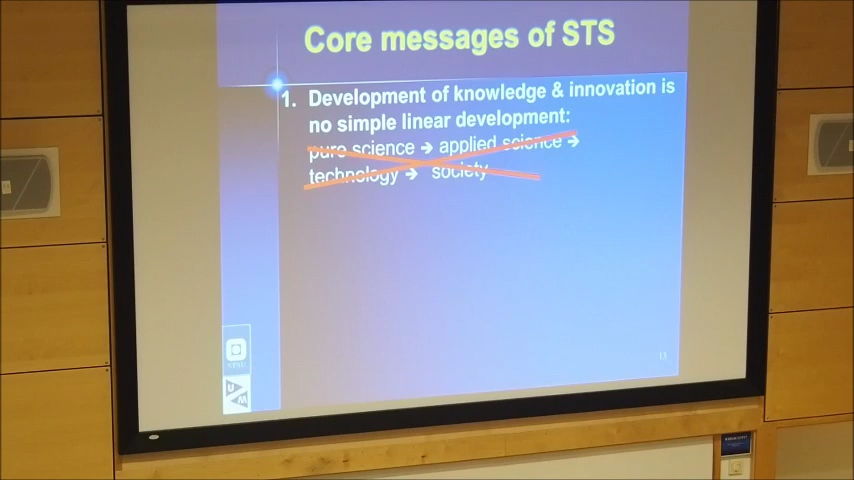 Core messages of STS
1. Development of knowledge & innovation is
no simple linear development:
pure science → applied science →
technology → society
13